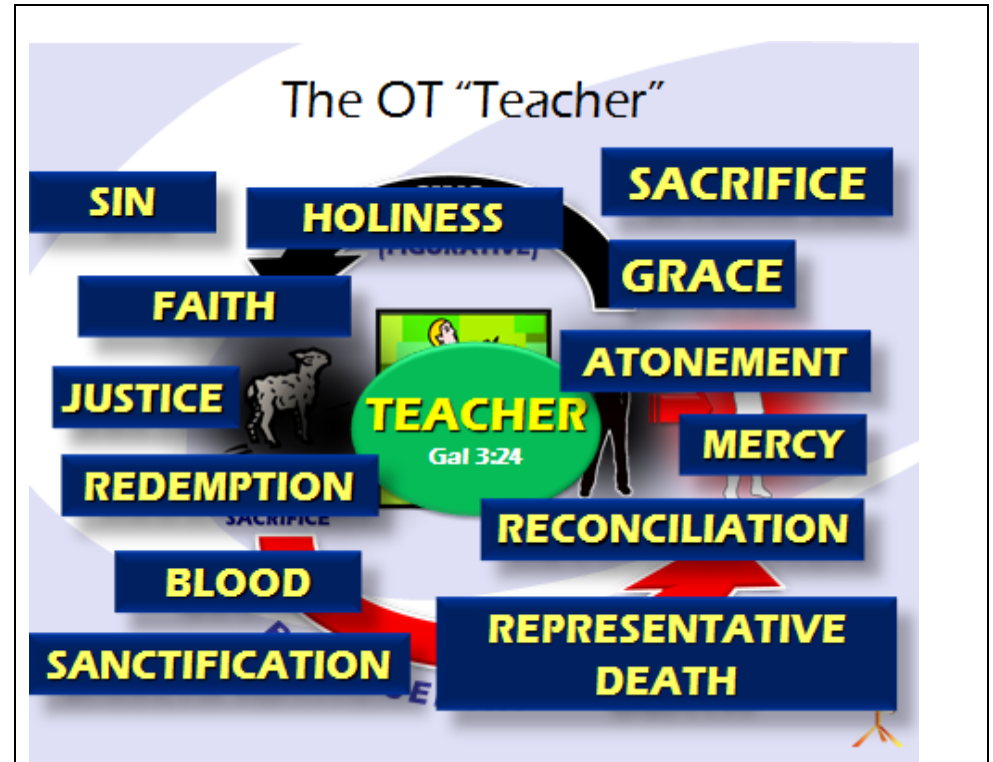 The OT “Teacher”
SIN
HOLINESS
SACRIFICE
(FIGURATIVE)
GRACE
FAITH
ATONEMENT
JUSTICE
TEACHER
Gal 3:24
MERCY
REDEMPTION
SACRIFICE
RECONCILIATION
BLOOD
REPRESENTATIVE
DEATH
SANCTIFICATION